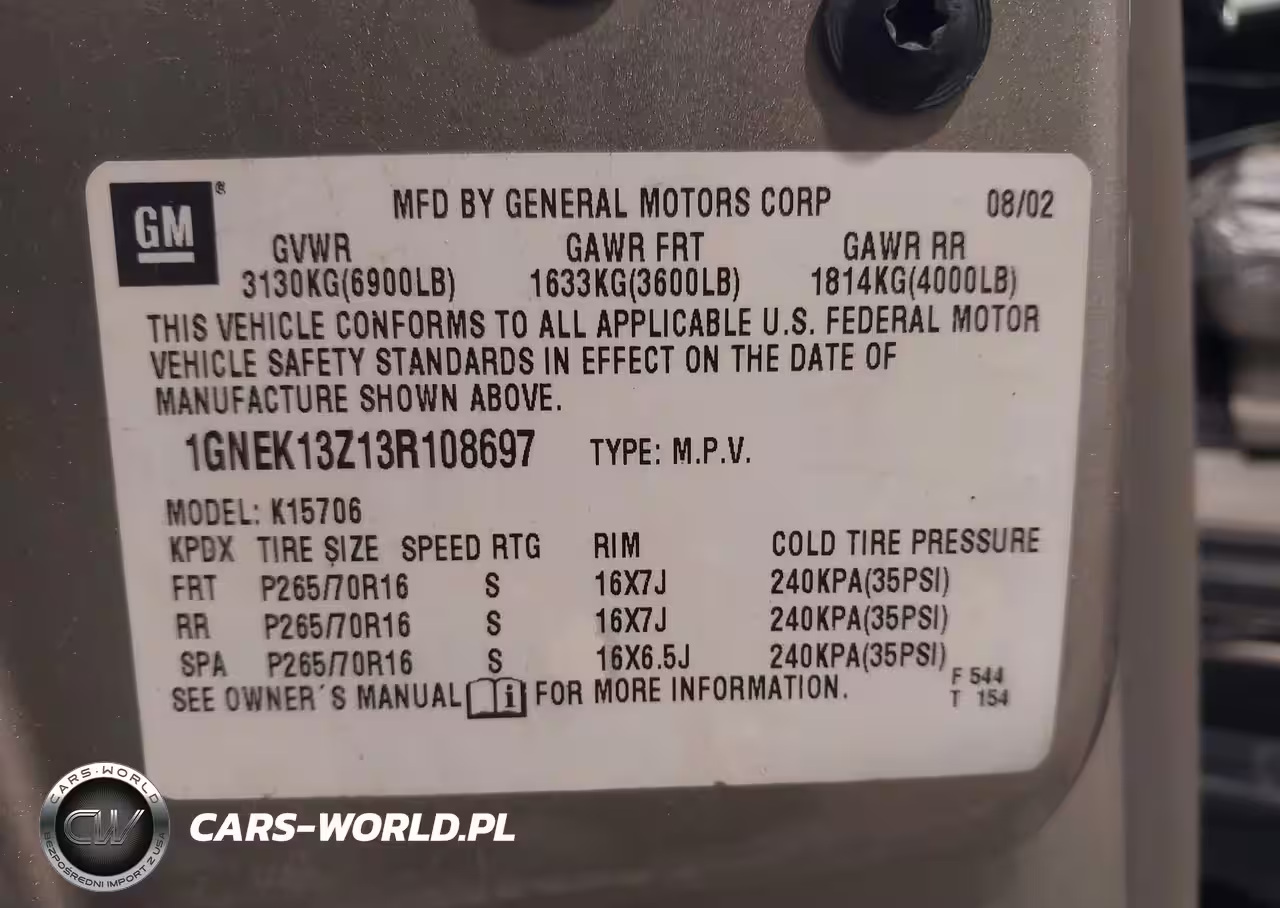 GM ®
MFD BY GENERAL MOTORS CORP 08/02
GVWR GAWR FRT GAWR RR
3130KG(6900LB) 1633KG(3600LB) 1814KG(4000LB)
THIS VEHICLE CONFORMS TO ALL APPLICABLE U.S. FEDERAL MOTOR
VEHICLE SAFETY STANDARDS IN EFFECT ON THE DATE OF
MANUFACTURE SHOWN ABOVE.
1GNEK13Z13R108697 TYPE: M.P.V.
MODEL: K15706
KPDX TIRE SIZE SPEED RTG RIM COLD TIRE PRESSURE
FRT P265/70R16 S 16X7J 240KPA(35PSI)
RR P265/70R16 S 16X7J 240KPA(35PSI)
SPA P265/70R16 S 16X6.5J 240KPA(35PSI)
SEE OWNER´S MANUAL i FOR MORE INFORMATION.
F 544
T 154
CARS-WORLD
CW
BEZPOŚREDNI IMPORT Z USA
CARS-WORLD.PL